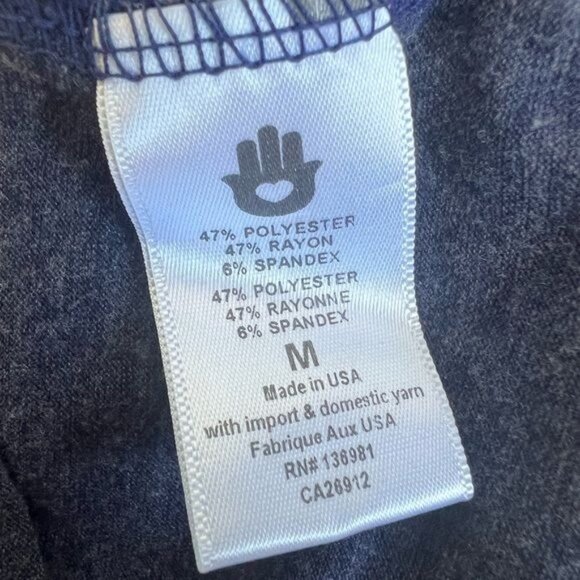 47% POLYESTER
47% RAYON
6% SPANDEX
47% POLYESTER
47% RAYONNE
6% SPANDEX
M
Made in USA
with import & domestic yarn
Fabrique Aux USA
RN# 136981
CA26912